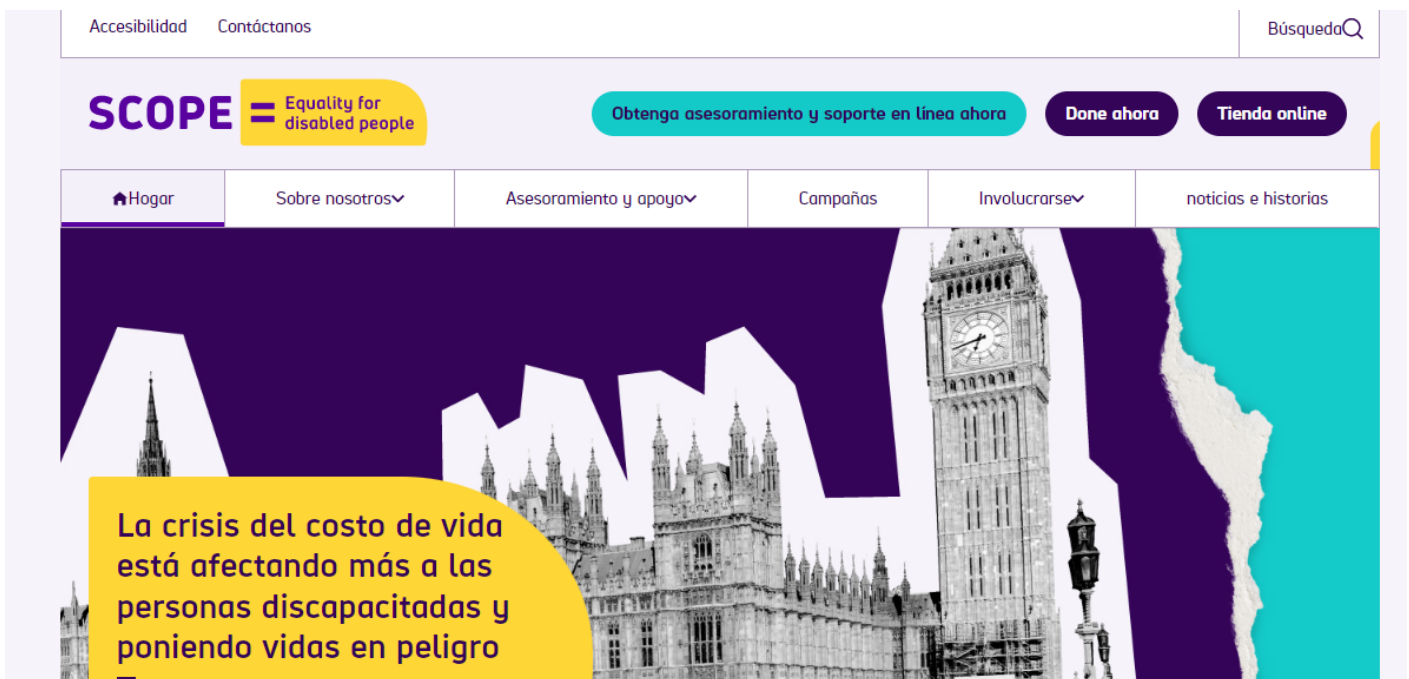 Accesibilidad Contáctanos Búsqueda
SCOPE = Equality for
disabled people
Obtenga asesoramiento y soporte en línea ahora Done ahora Tienda online
Hogar Sobre nosotros Asesoramiento y apoyo Campañas Involucrarse noticias e historias
La crisis del costo de vida
está afectando más a las
personas discapacitadas y
poniendo vidas en peligro